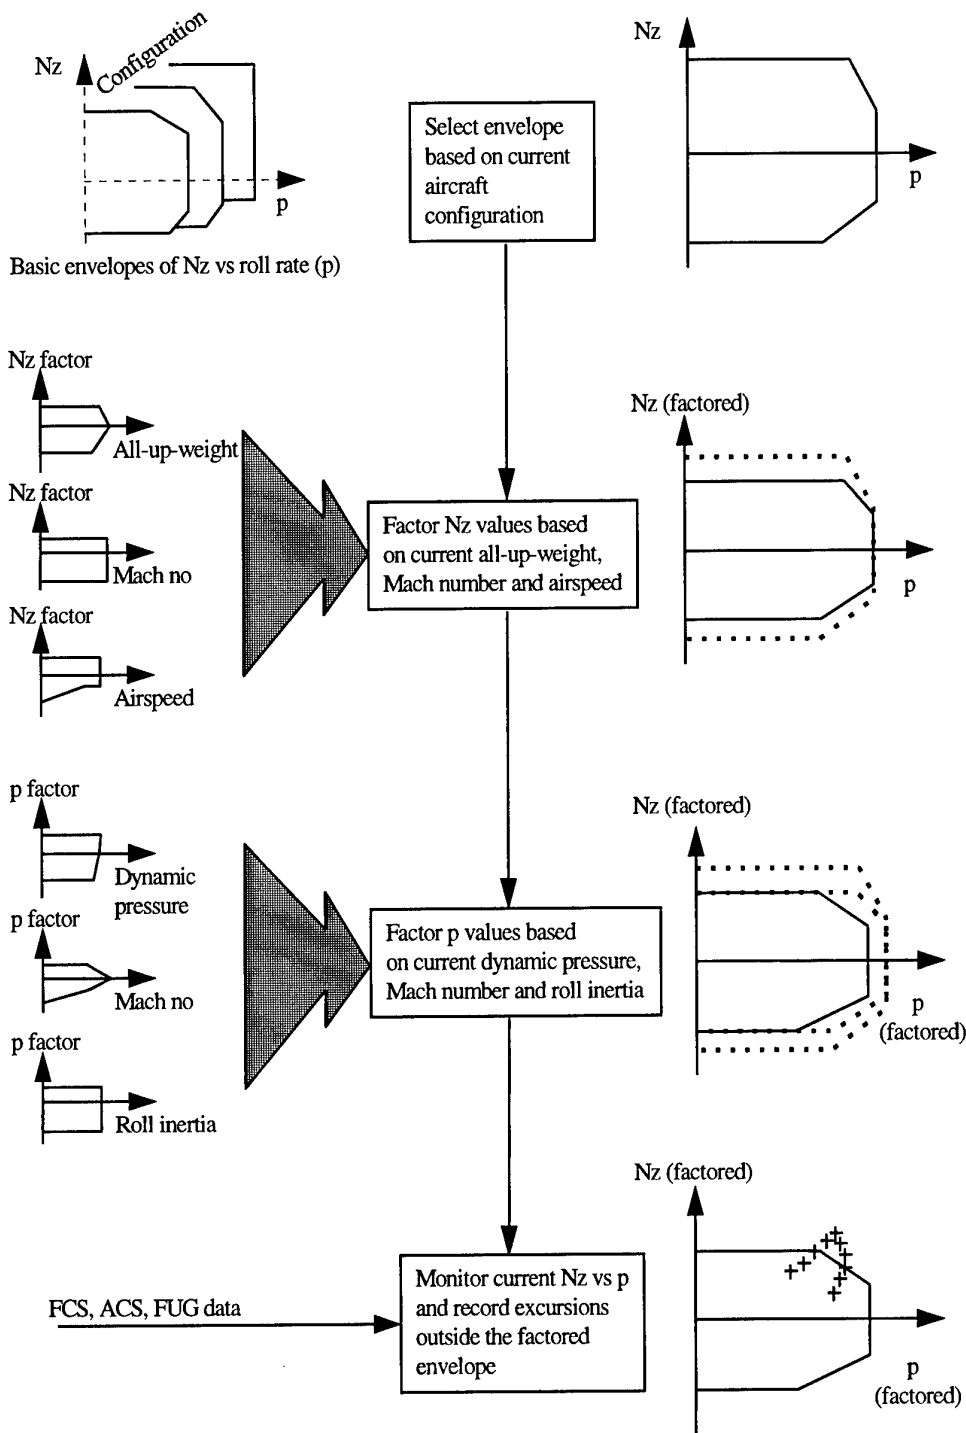 Configuration
Nz
p
Basic envelopes of Nz vs roll rate (p)
Select envelope
based on current
aircraft
configuration
Nz
p
Nz factor
All-up-weight
Nz factor
Mach no
Nz factor
Airspeed
Factor Nz values based
on current all-up-weight,
Mach number and airspeed
Nz (factored)
p
p factor
Dynamic
pressure
p factor
Mach no
p factor
Roll inertia
Factor p values based
on current dynamic pressure,
Mach number and roll inertia
Nz (factored)
p
(factored)
FCS, ACS, FUG data
Monitor current Nz vs p
and record excursions
outside the factored
envelope
Nz (factored)
p
(factored)